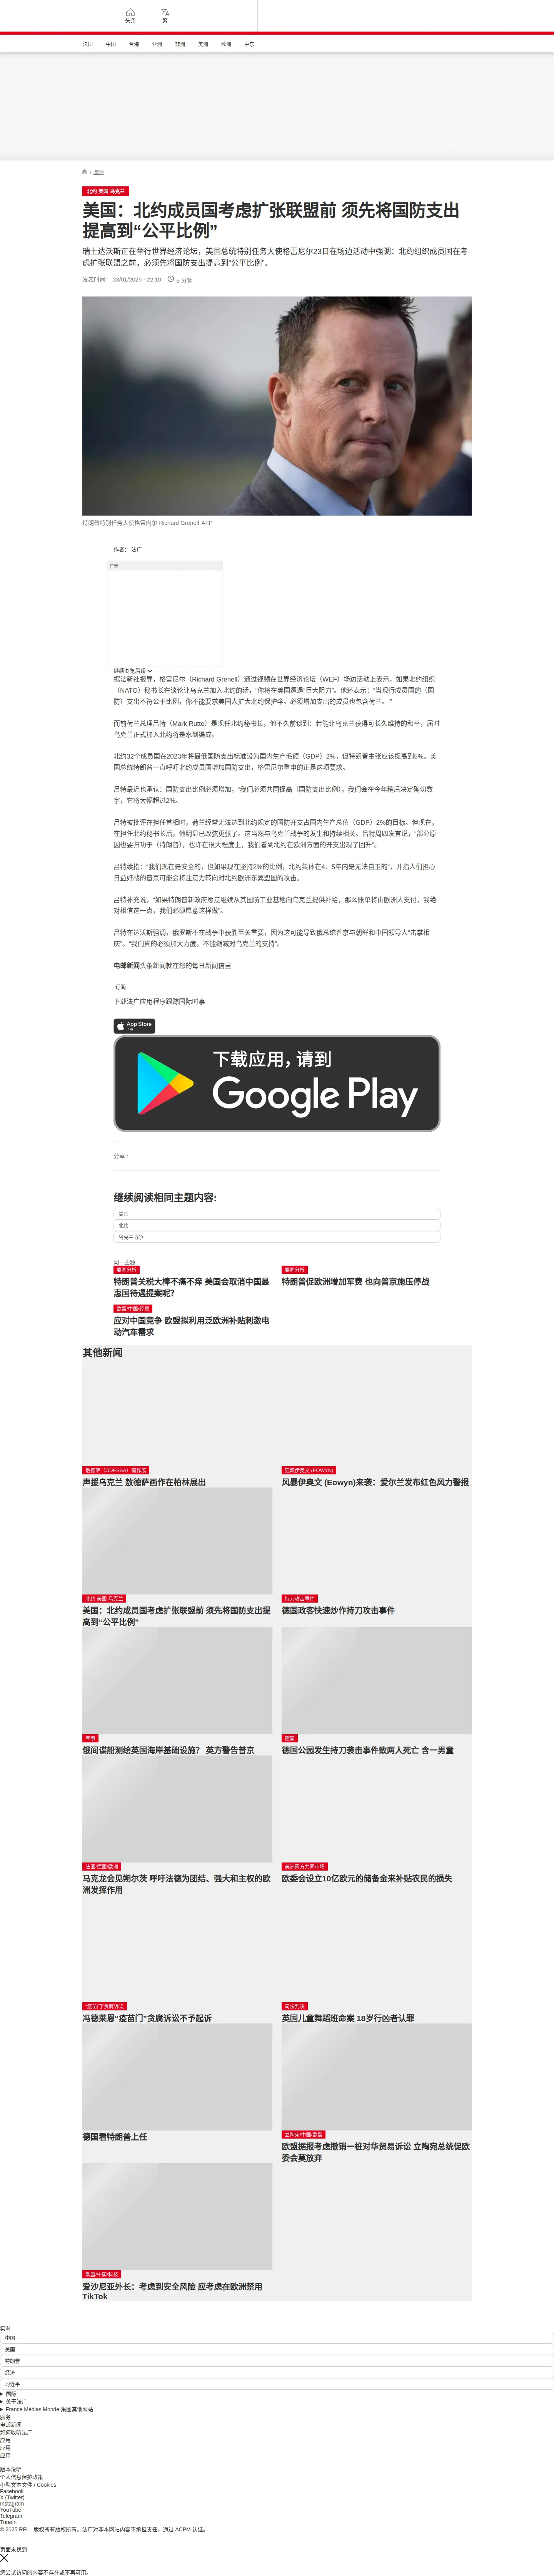 头条
繁
法国 中国 台海 亚洲 非洲 美洲 欧洲 中东
/ 欧洲
北约 美国 乌克兰
美国：北约成员国考虑扩张联盟前 须先将国防支出
提高到“公平比例”
瑞士达沃斯正在举行世界经济论坛，美国总统特别任务大使格雷尼尔23日在场边活动中强调：北约组织成员国在考
虑扩张联盟之前，必须先将国防支出提高到“公平比例”。
发表时间： 23/01/2025 - 22:10 5 分钟
特朗普特别任务大使格雷内尔 Richard Grenell AFP
作者： 法广
广告
继续浏览后续
据法新社报导，格雷尼尔（Richard Grenell）通过视频在世界经济论坛（WEF）场边活动上表示，如果北约组织
（NATO）秘书长在谈论让乌克兰加入北约的话，“你将在美国遭遇“巨大阻力”。他还表示：“当现行成员国的（国
防）支出不符公平比例，你不能要求美国人扩大北约保护伞。必须增加支出的成员也包含荷兰。 ”
而前荷兰总理吕特（Mark Rutte）是现任北约秘书长，他不久前谈到：若能让乌克兰获得可长久维持的和平，届时
乌克兰正式加入北约将是水到渠成。
北约32个成员国在2023年将最低国防支出标准设为国内生产毛额（GDP）2%，但特朗普主张应该提高到5%。美
国总统特朗普一直呼吁北约成员国增加国防支出，格雷尼尔重申的正是这项要求。
吕特最近也承认：国防支出比例必须增加，“我们必须共同提高（国防支出比例），我们会在今年稍后决定确切数
字，它将大幅超过2%。
吕特被批评在担任首相时，荷兰经常无法达到北约规定的国防开支占国内生产总值（GDP）2%的目标。但现在，
在担任北约秘书长后，他明显已改弦更张了。这当然与乌克兰战争的发生和持续相关。吕特周四发言说，“部分原
因也要归功于（特朗普），也许在很大程度上，我们看到北约在欧洲方面的开支出现了回升”。
吕特续指：“我们现在是安全的，但如果现在坚持2%的比例，北约集体在4、5年内是无法自卫的”，并指人们担心
日益好战的普京可能会将注意力转向对北约欧洲东翼盟国的攻击。
吕特补充说，“如果特朗普新政府愿意继续从其国防工业基地向乌克兰提供补给，那么账单将由欧洲人支付，我绝
对相信这一点，我们必须愿意这样做”。
吕特在达沃斯强调，俄罗斯不在战争中获胜至关重要，因为这可能导致俄总统普京与朝鲜和中国领导人“击掌相
庆”。“我们真的必须加大力度，不能缩减对乌克兰的支持”。
电邮新闻头条新闻就在您的每日新闻信里
订阅
下载法广应用程序跟踪国际时事
App Store
下载
下载应用，请到
Google Play
分享 :
继续阅读相同主题内容:
美国
北约
乌克兰战争
同一主题
要闻分析
特朗普关税大棒不痛不痒 美国会取消中国最
惠国待遇提案呢？
要闻分析
特朗普促欧洲增加军费 也向普京施压停战
欧盟/中国/经贸
应对中国竞争 欧盟拟利用泛欧洲补贴刺激电
动汽车需求
其他新闻
敖德萨（ODESSA）画作展
声援乌克兰 敖德萨画作在柏林展出
强风伊奥文 (EOWYN)
风暴伊奥文 (Eowyn)来袭：爱尔兰发布红色风力警报
北约 美国 乌克兰
美国：北约成员国考虑扩张联盟前 须先将国防支出提
高到“公平比例”
持刀攻击事件
德国政客快速炒作持刀攻击事件
军事
俄间谍船测绘英国海岸基础设施？ 英方警告普京
德国
德国公园发生持刀袭击事件致两人死亡 含一男童
法国/德国/欧洲
马克龙会见朔尔茨 呼吁法德为团结、强大和主权的欧
洲发挥作用
美洲南方共同市场
欧委会设立10亿欧元的储备金来补贴农民的损失
“疫苗门”贪腐诉讼
冯德莱恩“疫苗门”贪腐诉讼不予起诉
司法判决
英国儿童舞蹈班命案 18岁行凶者认罪
德国看特朗普上任
立陶宛/中国/欧盟
欧盟据报考虑撤销一桩对华贸易诉讼 立陶宛总统促欧
委会莫放弃
欧盟/中国/科技
爱沙尼亚外长：考虑到安全风险 应考虑在欧洲禁用
TikTok
实时
中国
美国
特朗普
经济
习近平
国际
关于法广
France Médias Monde 集团其他网站
服务
电邮新闻
如何收听法广
应用
应用
应用
版本说明
个人信息保护政策
小型文本文件 / Cookies
Facebook
X (Twitter)
Instagram
YouTube
Telegram
TuneIn
© 2025 RFI – 版权所有版权所有。法广对非本网站内容不承担责任。通过 ACPM 认证。
页面未找到
您尝试访问的内容不存在或不再可用。